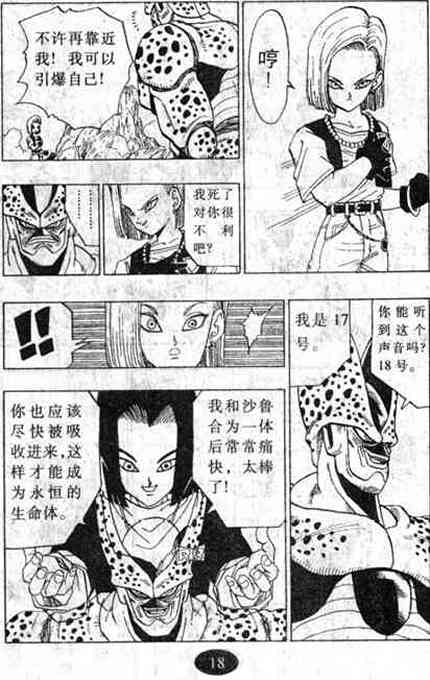 哼！
不许再靠近
我！我可以
引爆自己！
我死了
对你很
不利
吧？
你能听
到这个
声音吗？
18号。
我是17
号。
!!
我和沙鲁
合为一体
后常常痛
快，太棒
了！
你也应该
尽快被吸
收进来，这
样才能成
为永恒的
生命体。
18